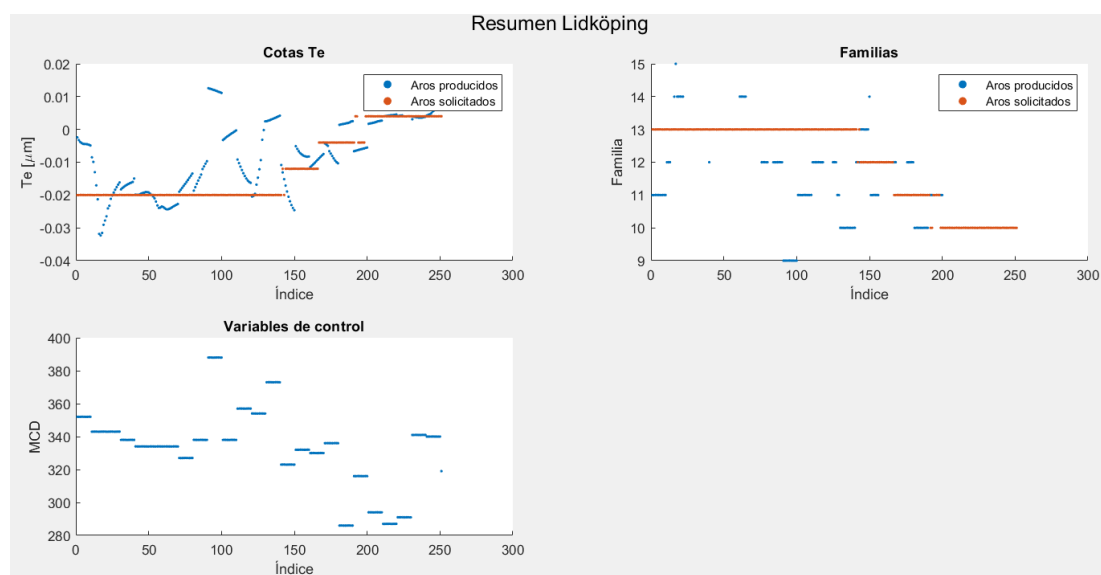 Resumen Lidköping
Cotas Te
Te [μm]
0.02
0.01
0
-0.01
-0.02
-0.03
-0.04
Aros producidos
Aros solicitados
0 50 100 150 200 250 300
Índice
Familias
Familia
15
14
13
12
11
10
9
Aros producidos
Aros solicitados
0 50 100 150 200 250 300
Índice
Variables de control
MCD
400
380
360
340
320
300
280
0 50 100 150 200 250 300
Índice